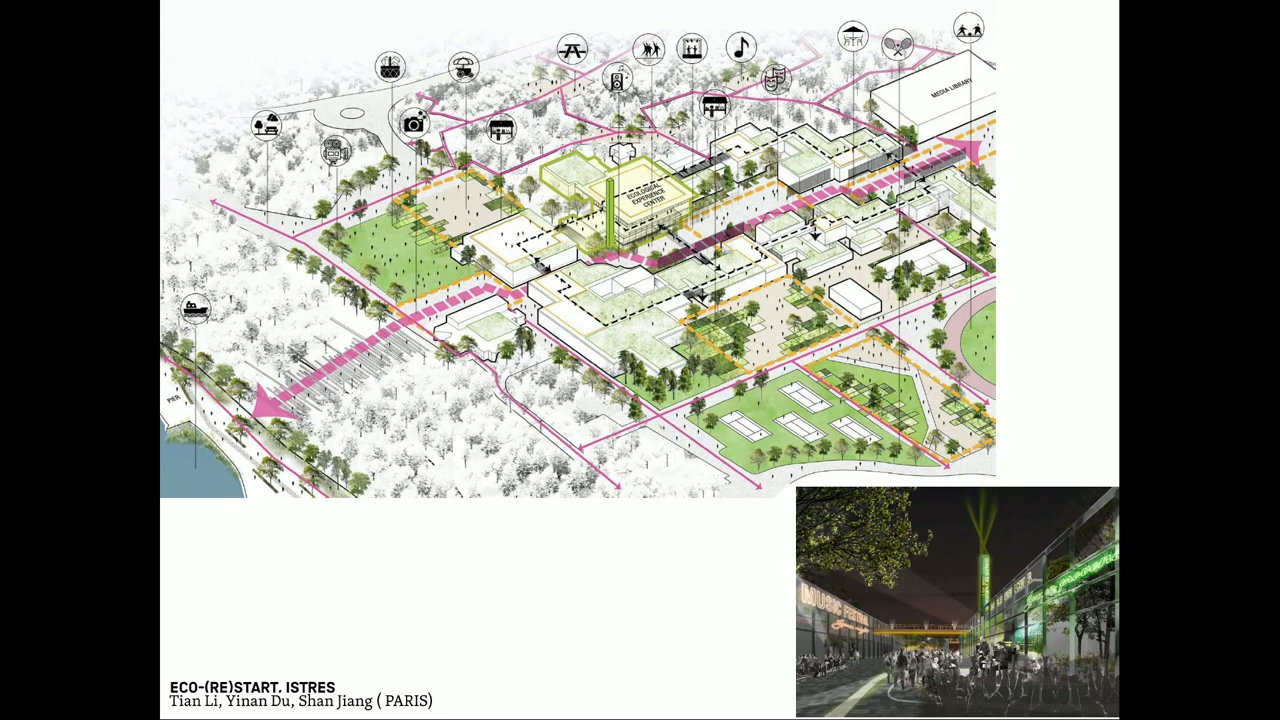 MEDIA LIBRARY
ECOLOGICAL
EXPERIENCE
CENTER
PIER
MUSIC
ECO-(RE)START. ISTRES
Tian Li, Yinan Du, Shan Jiang ( PARIS)